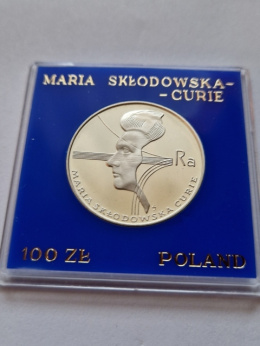 MARIA SKŁODOWSKA-
-CURIE
Ra
MARIA SKŁODOWSKA CURIE
100 ZŁ POLAND